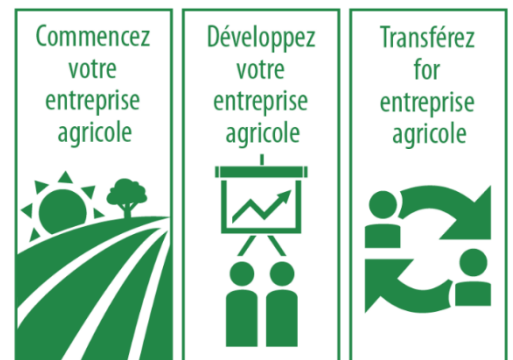 Commencez
votre
entreprise
agricole
Développez
votre
entreprise
agricole
Transférez
for
entreprise
agricole